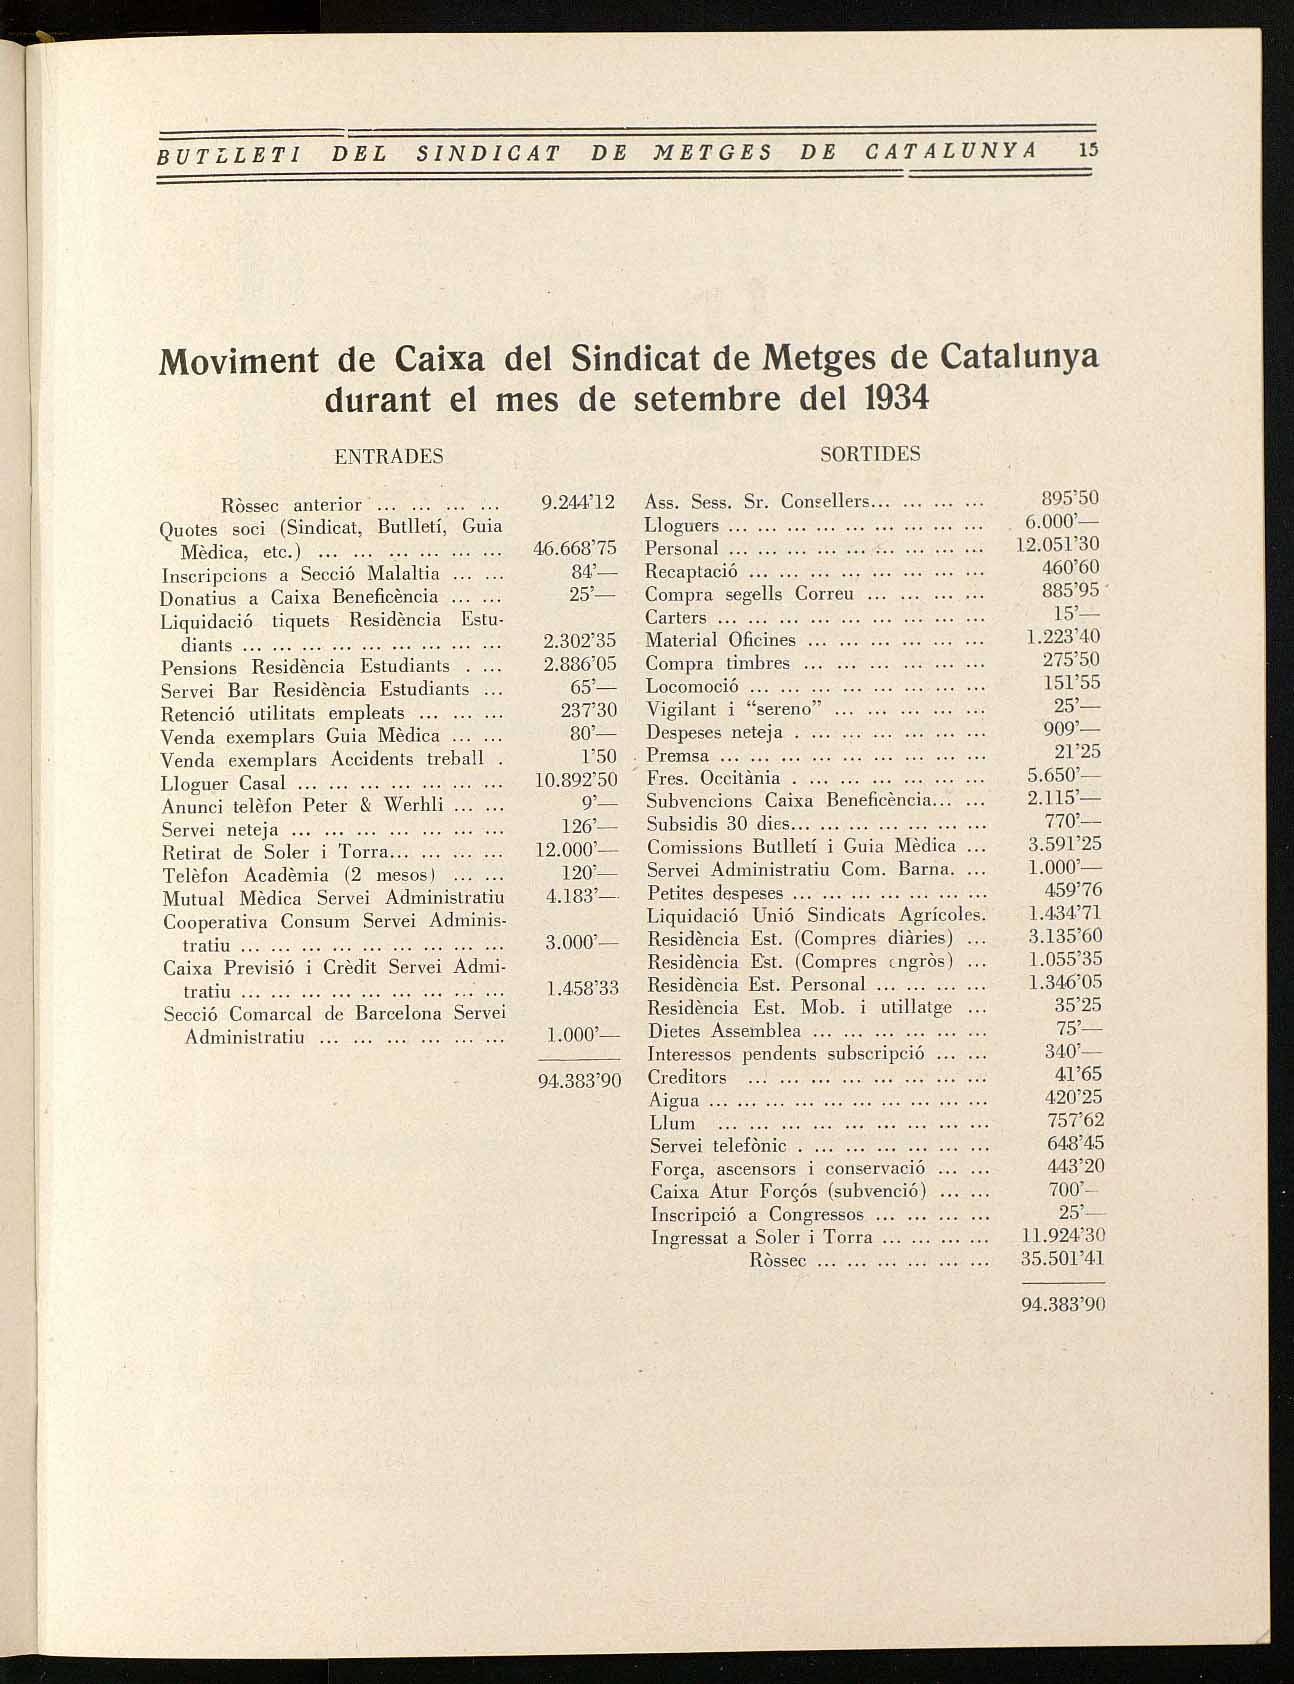 BUTLLETI DEL SINDICAT DE METGES DE CATALUNYA 15
Moviment de Caixa del Sindicat de Metges de Catalunya
durant el mes de setembre del 1934
ENTRADES
Ròssec anterior ... ... ... ... 9.244'12
Quotes soci (Sindicat, Butlletí, Guia
Mèdica, etc.) ... ... ... ... ... ... 46.668'75
Inscripcions a Secció Malaltia ... ... 84'—
Donatius a Caixa Beneficència ... ... 25'—
Liquidació tiquets Residència Estu-
diants ... ... ... ... ... ... ... ... ... 2.302'35
Pensions Residència Estudiants . ... 2.886'05
Servei Bar Residència Estudiants ... 65'—
Retenció utilitats empleats ... ... ... 237'30
Venda exemplars Guia Mèdica ... ... 80'—
Venda exemplars Accidents treball . 1'50
Lloguer Casal ... ... ... ... ... ... ... 10.892'50
Anunci telèfon Peter & Werhli ... ... 9'—
Servei neteja ... ... ... ... ... ... ... 126'—
Retirat de Soler i Torra... ... ... ... 12.000'—
Telèfon Acadèmia (2 mesos) ... ... 120'—
Mutual Mèdica Servei Administratiu 4.183'—
Cooperativa Consum Servei Adminis-
tratiu ... ... ... ... ... ... ... ... ... 3.000'—
Caixa Previsió i Crèdit Servei Admi-
tratiu ... ... ... ... ... ... ... ... ... 1.458'33
Secció Comarcal de Barcelona Servei
Administratiu ... ... ... ... ... ... 1.000'—
94.383'90
SORTIDES
Ass. Sess. Sr. Consellers... ... ... ... 895'50
Lloguers ... ... ... ... ... ... ... ... ... 6.000'—
Personal ... ... ... ... ... ... ... ... ... 12.051'30
Recaptació ... ... ... ... ... ... ... ... 460'60
Compra segells Correu ... ... ... ... 885'95
Carters ... ... ... ... ... ... ... ... ... 15'—
Material Oficines ... ... ... ... ... ... 1.223'40
Compra timbres ... ... ... ... ... ... 275'50
Locomoció ... ... ... ... ... ... ... ... 151'55
Vigilant i “sereno” ... ... ... ... ... 25'—
Despeses neteja . ... ... ... ... ... ... 909'—
Premsa ... ... ... ... ... ... ... ... ... 21'25
Fres. Occitània . ... ... ... ... ... ... 5.650'—
Subvencions Caixa Beneficència... ... 2.115'—
Subsidis 30 dies... ... ... ... ... ... ... 770'—
Comissions Butlletí i Guia Mèdica ... 3.591'25
Servei Administratiu Com. Barna. ... 1.000'—
Petites despeses ... ... ... ... ... ... ... 459'76
Liquidació Unió Sindicats Agrícoles. 1.434'71
Residència Est. (Compres diàries) ... 3.135'60
Residència Est. (Compres engròs) ... 1.055'35
Residència Est. Personal ... ... ... ... 1.346'05
Residència Est. Mob. i utillatge ... 35'25
Dietes Assemblea ... ... ... ... ... ... 75'—
Interessos pendents subscripció ... ... 340'—
Creditors ... ... ... ... ... ... ... ... 41'65
Aigua ... ... ... ... ... ... ... ... ... ... 420'25
Llum ... ... ... ... ... ... ... ... ... 757'62
Servei telefònic . ... ... ... ... ... ... 648'45
Força, ascensors i conservació ... ... 443'20
Caixa Atur Forçós (subvenció) ... ... 700'—
Inscripció a Congressos ... ... ... ... 25'—
Ingressat a Soler i Torra ... ... ... ... 11.924'30
Ròssec ... ... ... ... ... ... 35.501'41
94.383'90